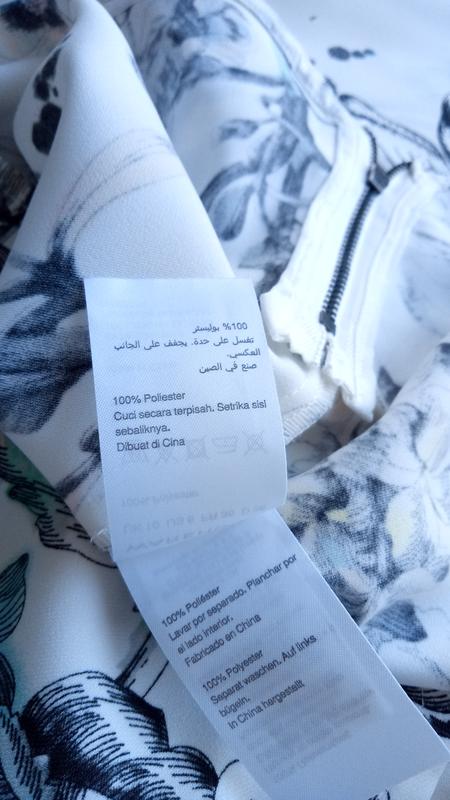 %100 بوليستر
تغسل على حدة. يجفف على الجانب
العكسي.
صنع في الصين
100% Poliester
Cuci secara terpisah. Setrika sisi
sebaliknya.
Dibuat di Cina
100% Poliéster
Lavar por separado. Planchar por
el lado interior.
Fabricado en China
100% Polyester
Separat waschen. Auf links
bügeln.
In China hergestellt